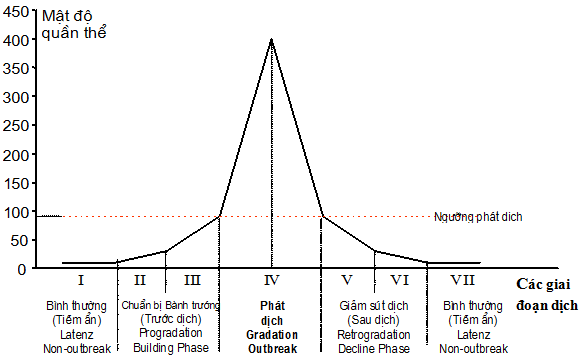 Mật độ
quần thể
450
400
350
300
250
200
150
100
50
0
Ngưỡng phát dịch
I II III IV V VI VII
Các giai
đoạn dịch
Bình thường
(Tiềm ẩn)
Latenz
Non-outbreak
Chuẩn bị Bành trướng
(Trước dịch)
Progradation
Building Phase
Phát
dịch
Gradation
Outbreak
Giảm sút dịch
(Sau dịch)
Retrogradation
Decline Phase
Bình thường
(Tiềm ẩn)
Latenz
Non-outbreak